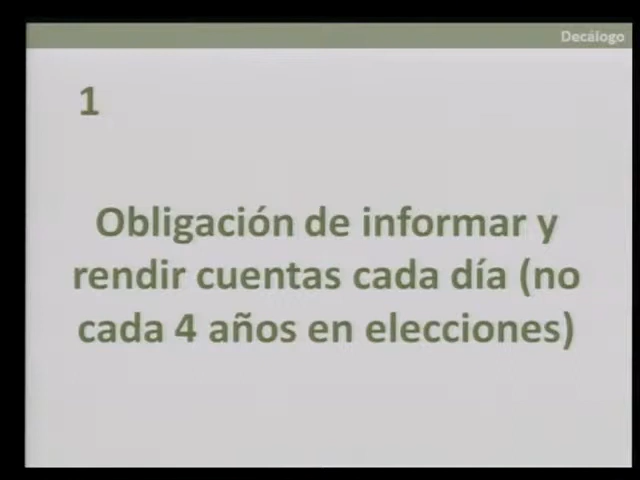 Decálogo
1
Obligación de informar y
rendir cuentas cada día (no
cada 4 años en elecciones)